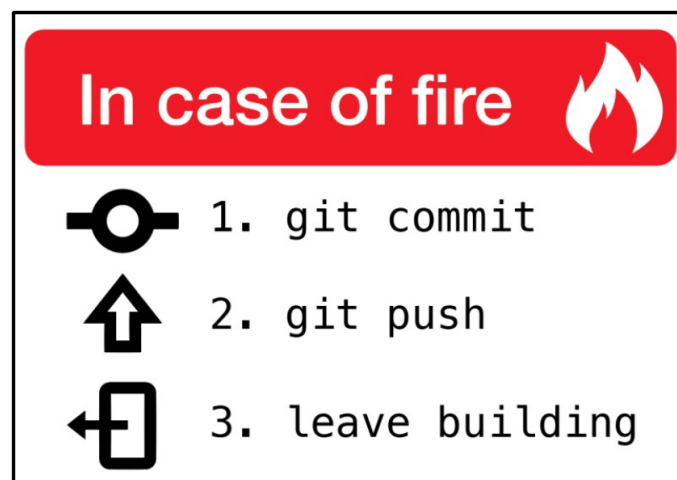 In case of fire
1. git commit
2. git push
3. leave building